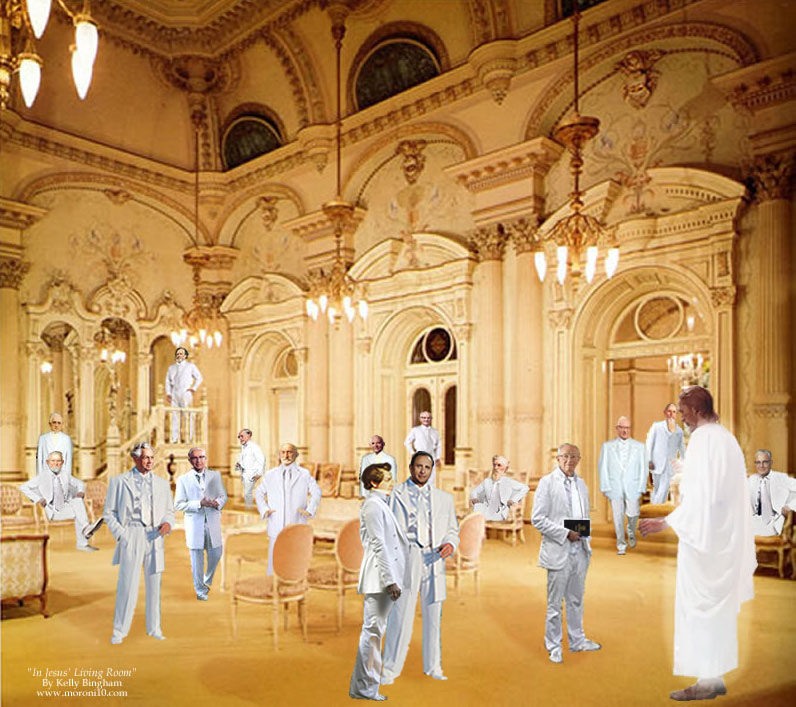 "In Jesus' Living Room"
By Kelly Bingham
www.moroni10.com